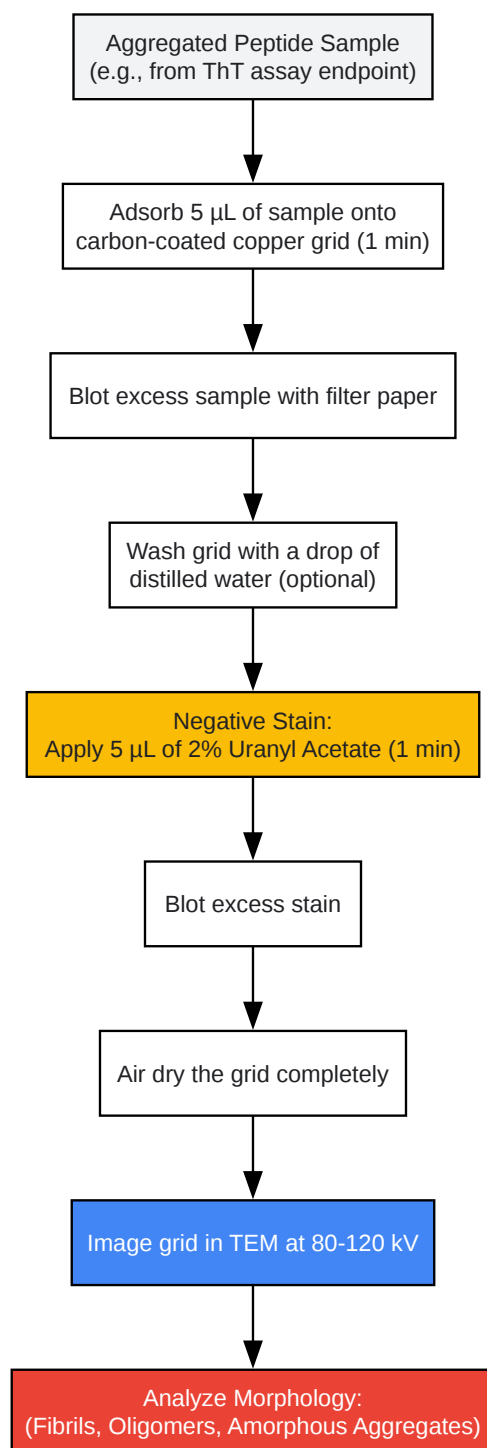 Aggregated Peptide Sample
(e.g., from ThT assay endpoint)
Adsorb 5 µL of sample onto
carbon-coated copper grid (1 min)
Blot excess sample with filter paper
Wash grid with a drop of
distilled water (optional)
Negative Stain:
Apply 5 µL of 2% Uranyl Acetate (1 min)
Blot excess stain
Air dry the grid completely
Image grid in TEM at 80-120 kV
Analyze Morphology:
(Fibrils, Oligomers, Amorphous Aggregates)